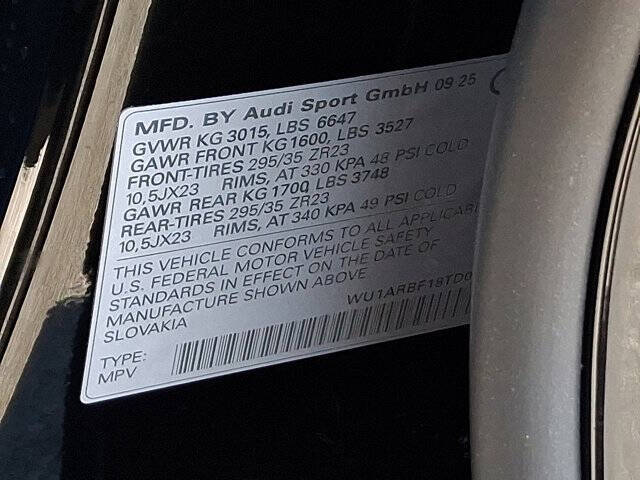 MFD. BY Audi Sport GmbH 09 25
GVWR KG 3015, LBS 6647
GAWR FRONT KG 1600, LBS 3527
FRONT-TIRES 295/35 ZR23
10,5JX23 RIMS, AT 330 KPA 48 PSI COLD
GAWR REAR KG 1700 LBS 3748
REAR-TIRES 295/35 ZR23
10,5JX23 RIMS, AT 340 KPA 49 PSI COLD
THIS VEHICLE CONFORMS TO ALL APPLICAB
U.S. FEDERAL MOTOR VEHICLE SAFETY
STANDARDS IN EFFECT ON THE DATE OF
MANUFACTURE SHOWN ABOVE
SLOVAKIA
WU1ARBF18TD0
TYPE:
MPV